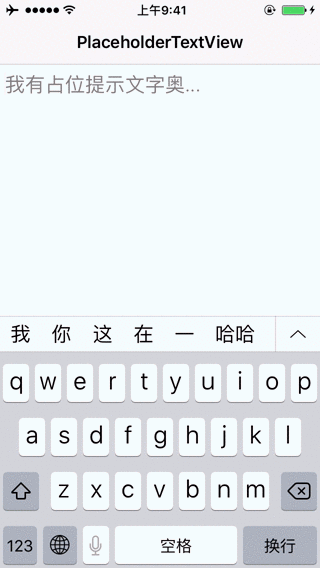 上午9:41
PlaceholderTextView
我有占位提示文字奥...
我 你 这 在 一 哈哈
q w e r t y u i o p
a s d f g h j k l
z x c v b n m
123 空格 换行